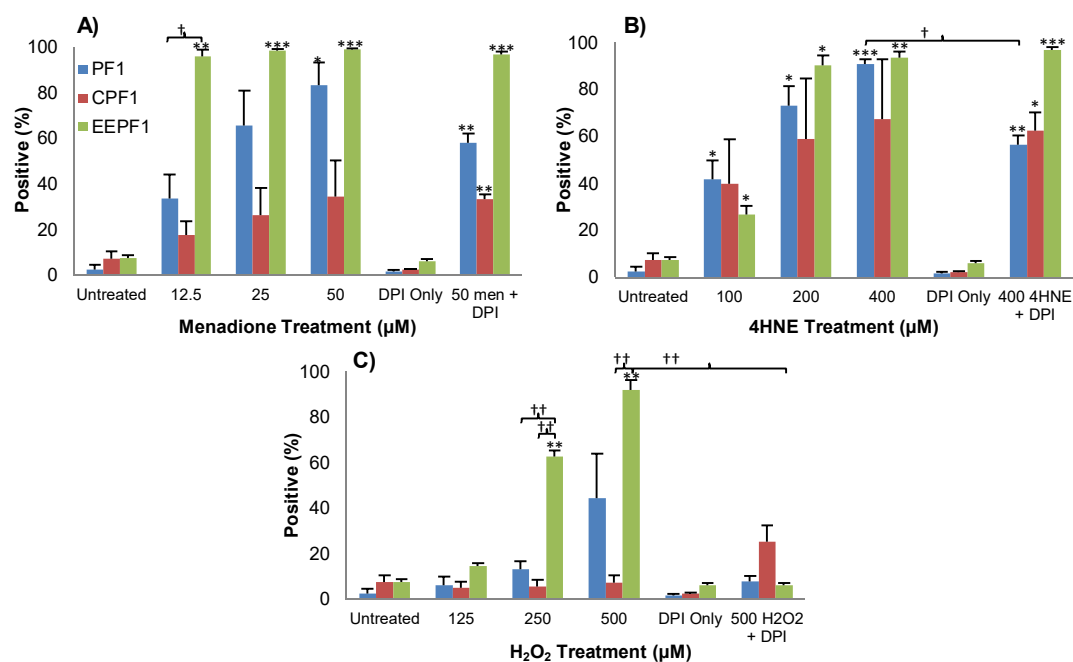 A)
†
** *** * *** ***
100
80
60
40
20
0
Positive (%)
PF1
CPF1
EEPF1
**
**
Untreated 12.5 25 50 DPI Only 50 men + DPI
Menadione Treatment (µM)
B)
†
* *** ** ***
100
80
60
40
20
0
Positive (%)
* * * ** *
Untreated 100 200 400 DPI Only 400 4HNE + DPI
4HNE Treatment (µM)
C)
†† ††
**
††
††
**
100
80
60
40
20
0
Positive (%)
Untreated 125 250 500 DPI Only 500 H2O2 + DPI
H₂O₂ Treatment (µM)